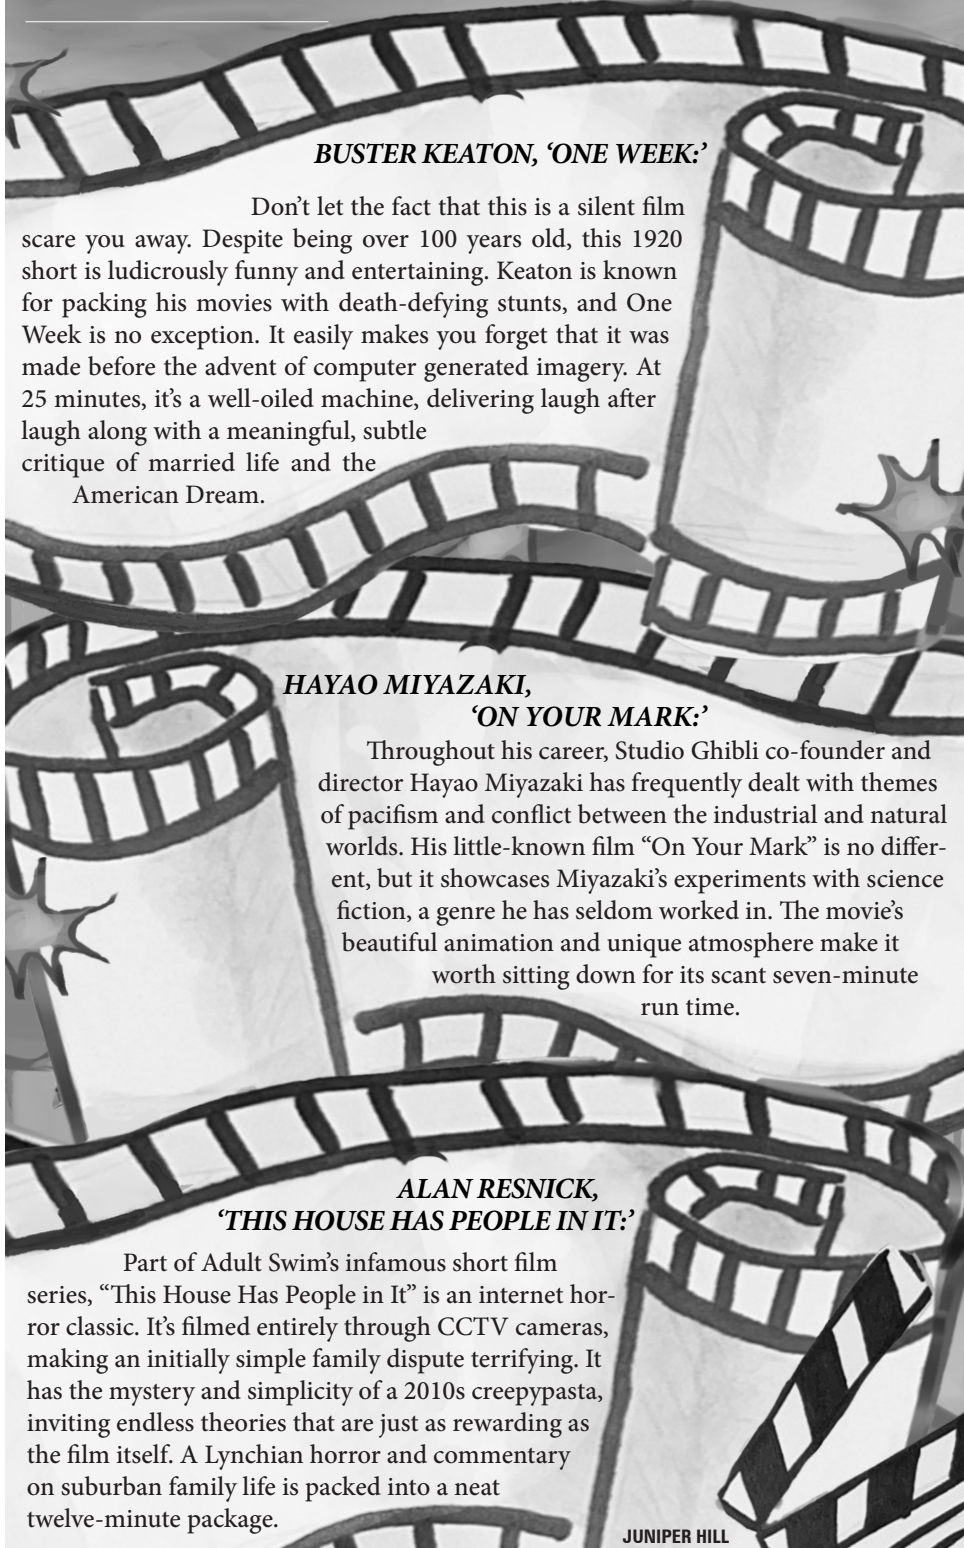 BUSTER KEATON, ‘ONE WEEK:’
Don’t let the fact that this is a silent film
scare you away. Despite being over 100 years old, this 1920
short is ludicrously funny and entertaining. Keaton is known
for packing his movies with death-defying stunts, and One
Week is no exception. It easily makes you forget that it was
made before the advent of computer generated imagery. At
25 minutes, it’s a well-oiled machine, delivering laugh after
laugh along with a meaningful, subtle
critique of married life and the
American Dream.
HAYAO MIYAZAKI,
‘ON YOUR MARK:’
Throughout his career, Studio Ghibli co-founder and
director Hayao Miyazaki has frequently dealt with themes
of pacifism and conflict between the industrial and natural
worlds. His little-known film “On Your Mark” is no differ-
ent, but it showcases Miyazaki’s experiments with science
fiction, a genre he has seldom worked in. The movie’s
beautiful animation and unique atmosphere make it
worth sitting down for its scant seven-minute
run time.
ALAN RESNICK,
‘THIS HOUSE HAS PEOPLE IN IT:’
Part of Adult Swim’s infamous short film
series, “This House Has People in It” is an internet hor-
ror classic. It’s filmed entirely through CCTV cameras,
making an initially simple family dispute terrifying. It
has the mystery and simplicity of a 2010s creepypasta,
inviting endless theories that are just as rewarding as
the film itself. A Lynchian horror and commentary
on suburban family life is packed into a neat
twelve-minute package.
JUNIPER HILL